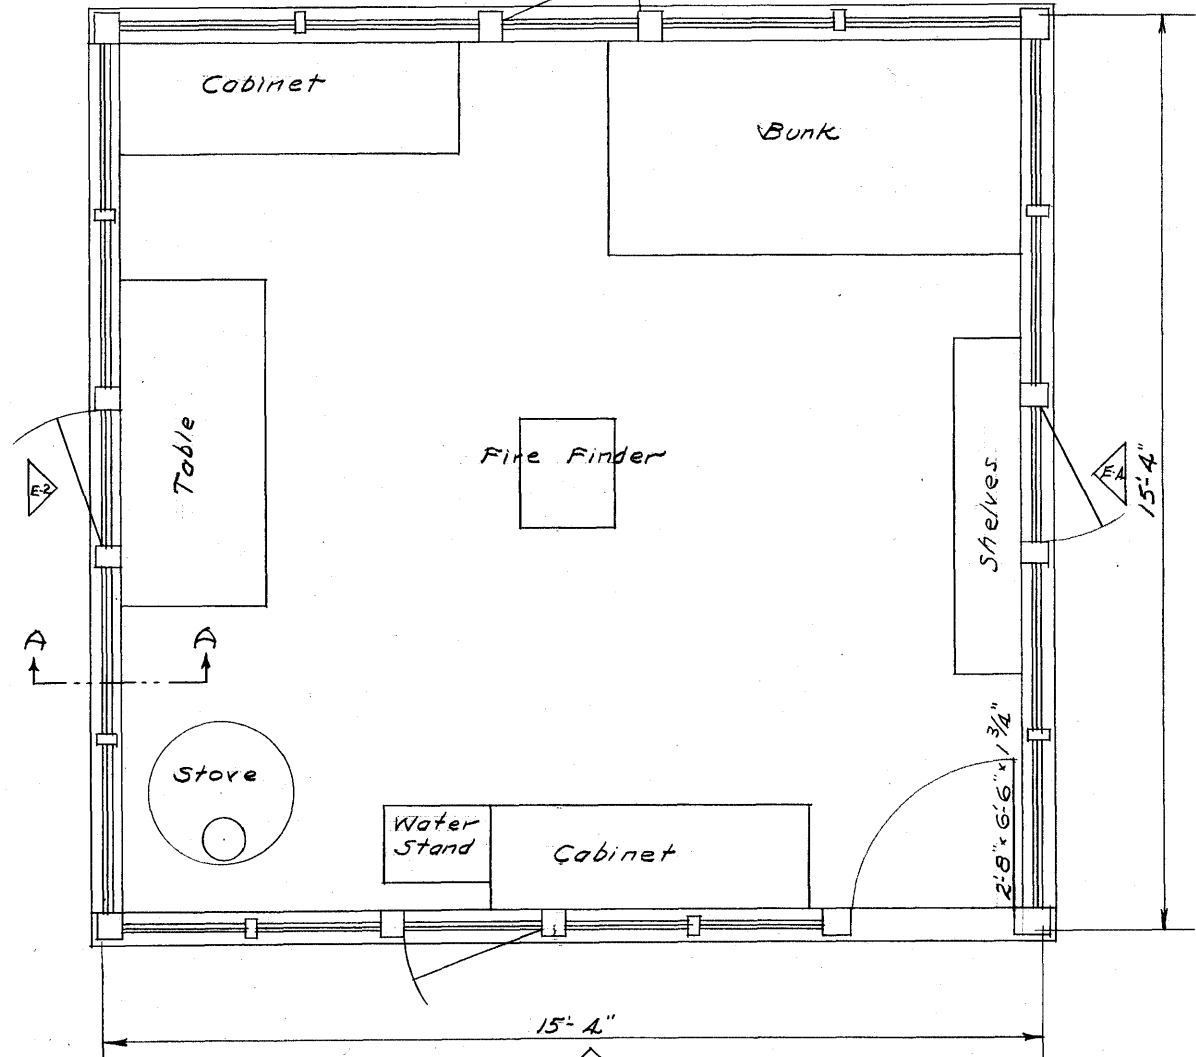 Cabinet
Bunk
Table
Fire Finder
Shelves
E-2
E-4
15'-4"
A A
Stove
Water
Stand
Cabinet
2'-8" x 6'-6" x 1 3/4"
15'-4"